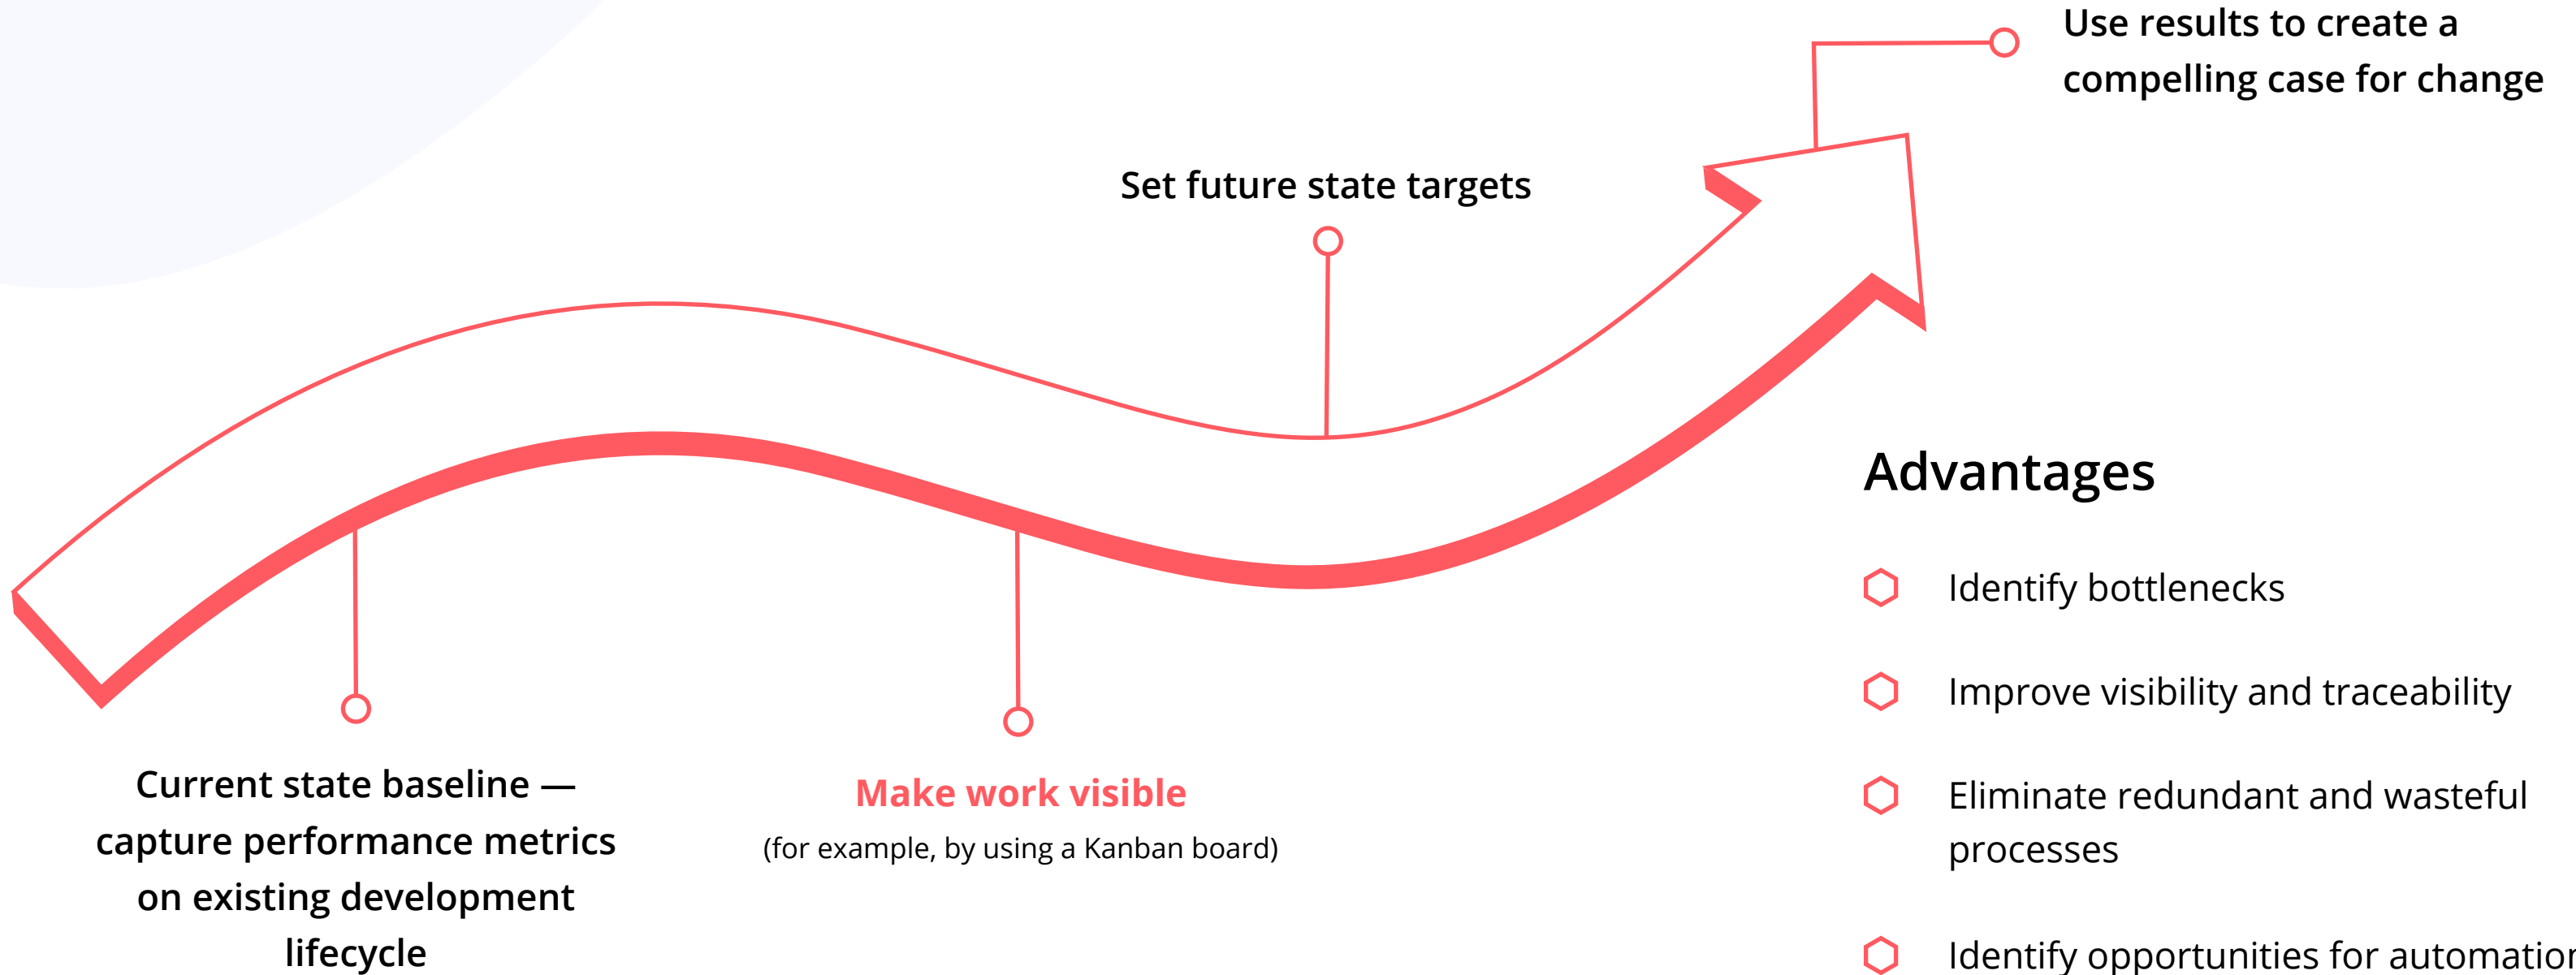 Use results to create a
compelling case for change
Set future state targets
Current state baseline —
capture performance metrics
on existing development
lifecycle
Make work visible
(for example, by using a Kanban board)
Advantages
Identify bottlenecks
Improve visibility and traceability
Eliminate redundant and wasteful
processes
Identify opportunities for automation